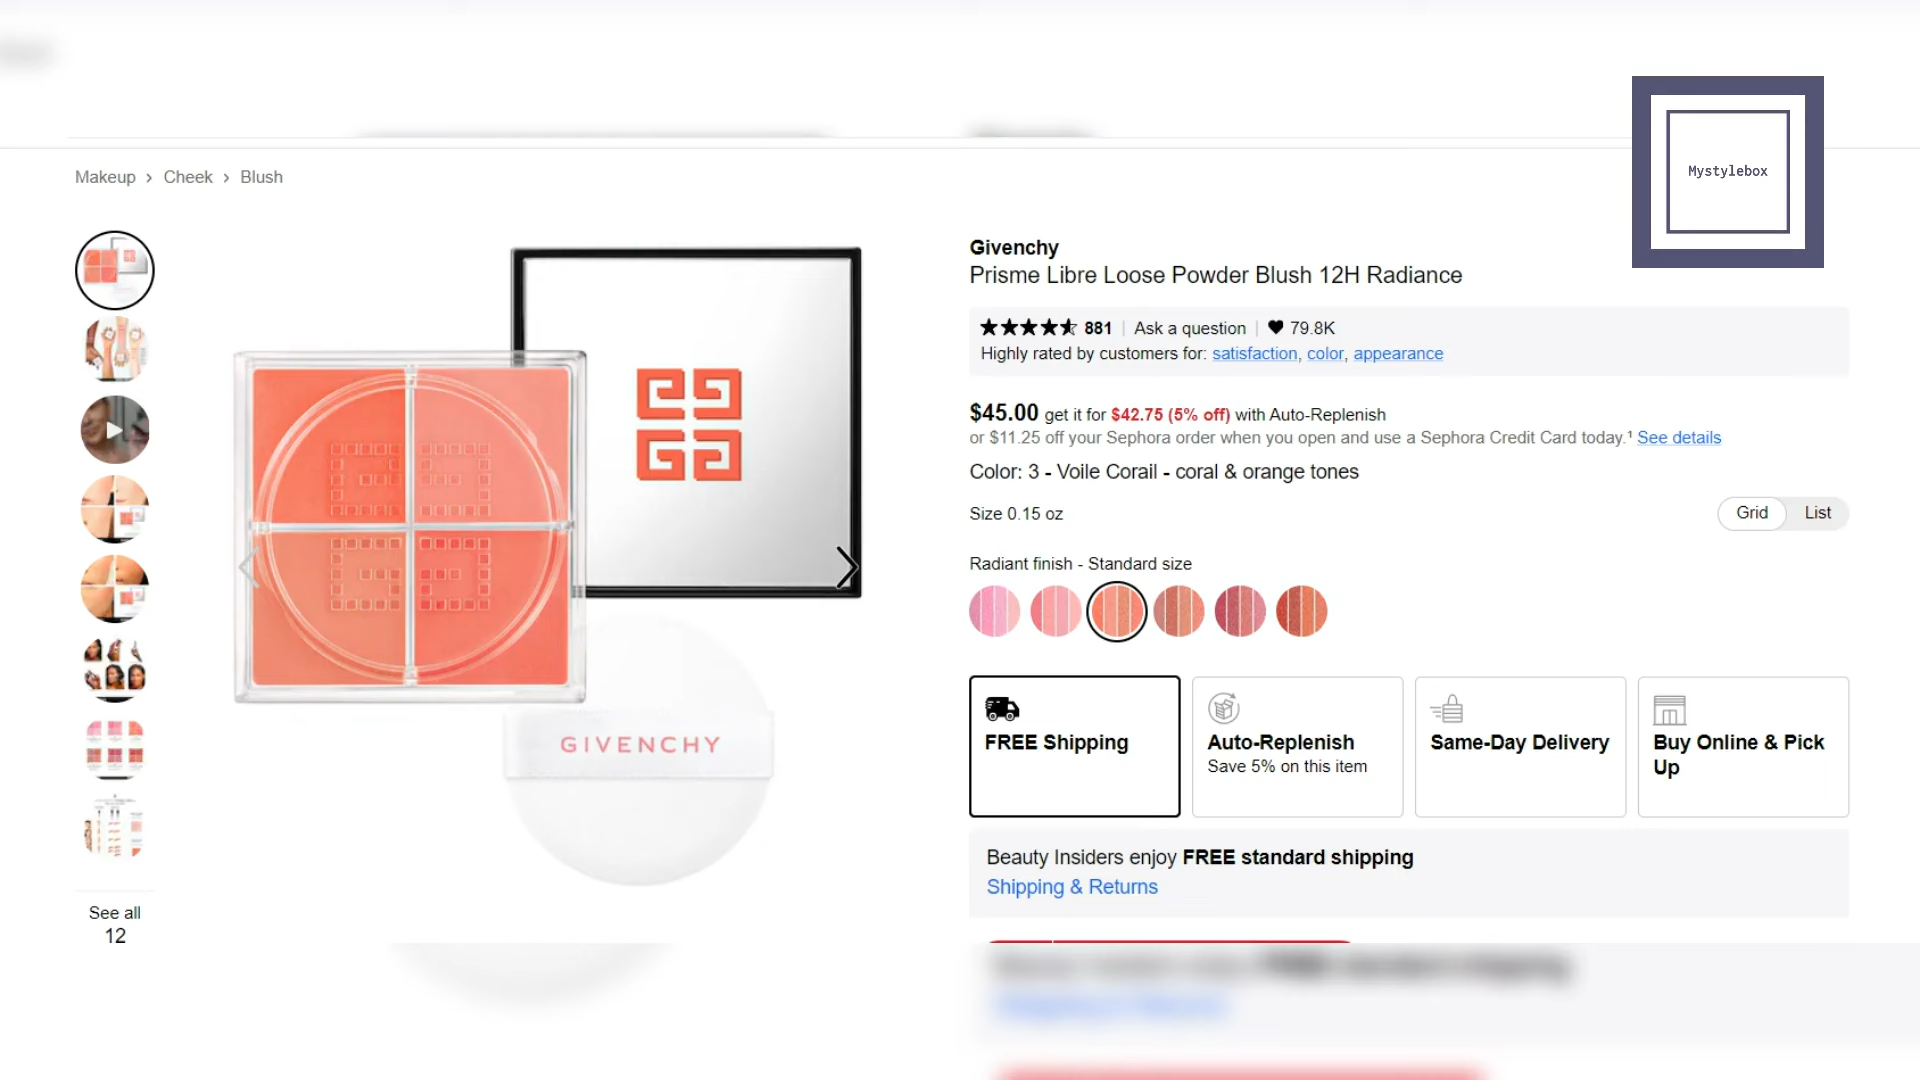 Makeup > Cheek > Blush
Mystylebox
Givenchy
Prisme Libre Loose Powder Blush 12H Radiance
881 | Ask a question | 79.8K
Highly rated by customers for: satisfaction, color, appearance
$45.00 get it for $42.75 (5% off) with Auto-Replenish
or $11.25 off your Sephora order when you open and use a Sephora Credit Card today.¹ See details
Color: 3 - Voile Corail - coral & orange tones
Size 0.15 oz
Grid List
Radiant finish - Standard size
FREE Shipping
Auto-Replenish
Save 5% on this item
Same-Day Delivery
Buy Online & Pick
Up
GIVENCHY
Beauty Insiders enjoy FREE standard shipping
Shipping & Returns
See all
12